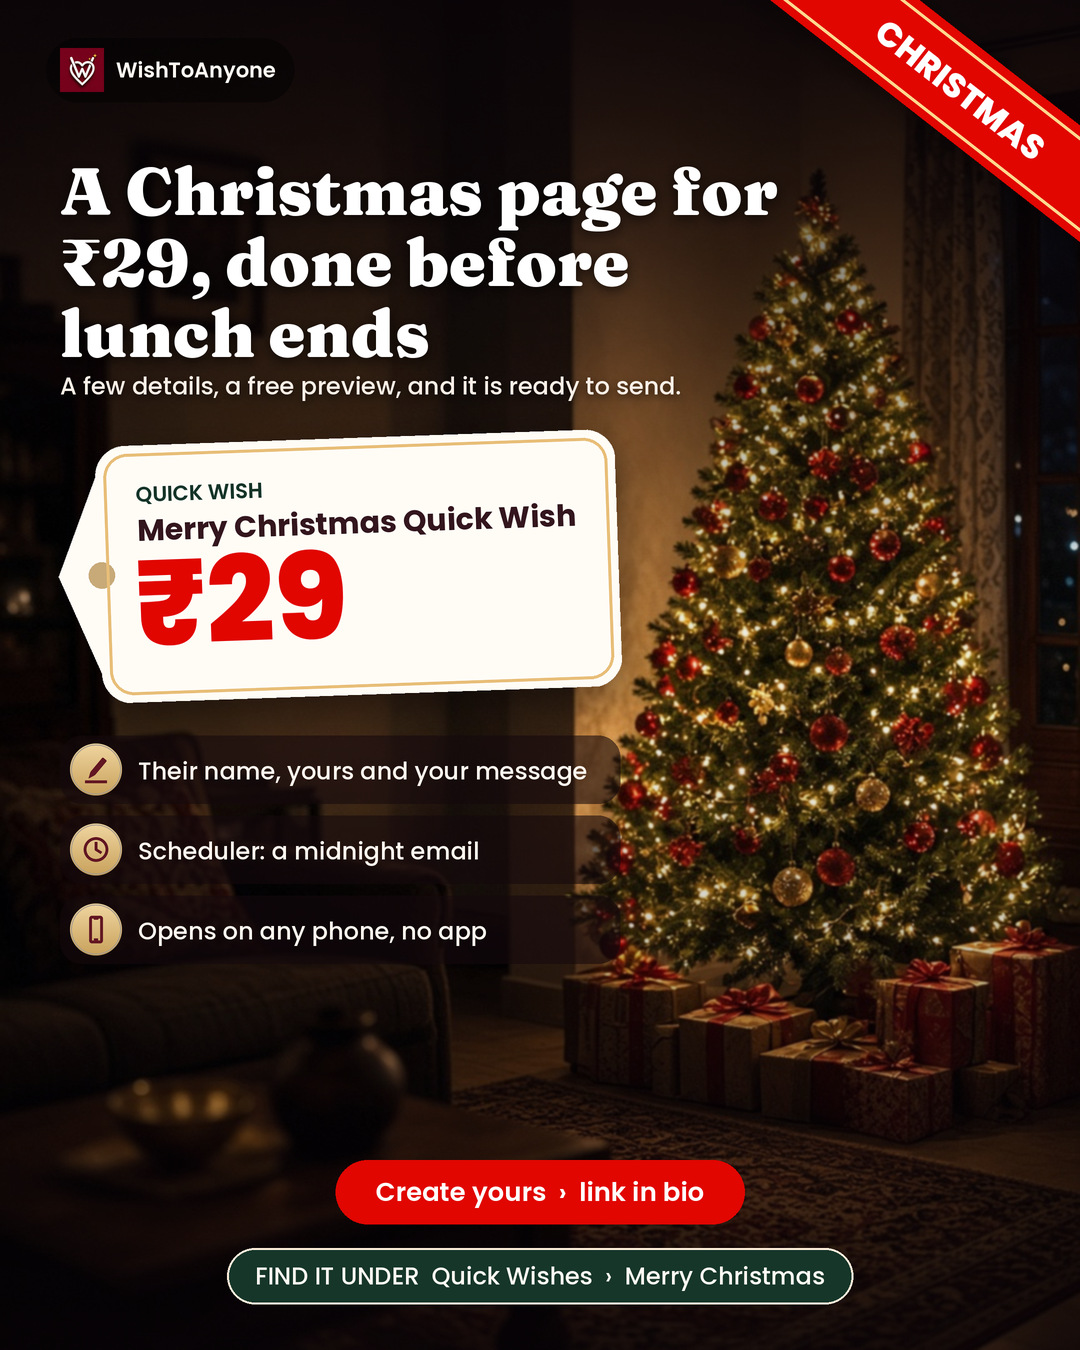 WishToAnyone
CHRISTMAS
A Christmas page for
₹29, done before
lunch ends
A few details, a free preview, and it is ready to send.
QUICK WISH
Merry Christmas Quick Wish
₹29
Their name, yours and your message
Scheduler: a midnight email
Opens on any phone, no app
Create yours › link in bio
FIND IT UNDER Quick Wishes › Merry Christmas